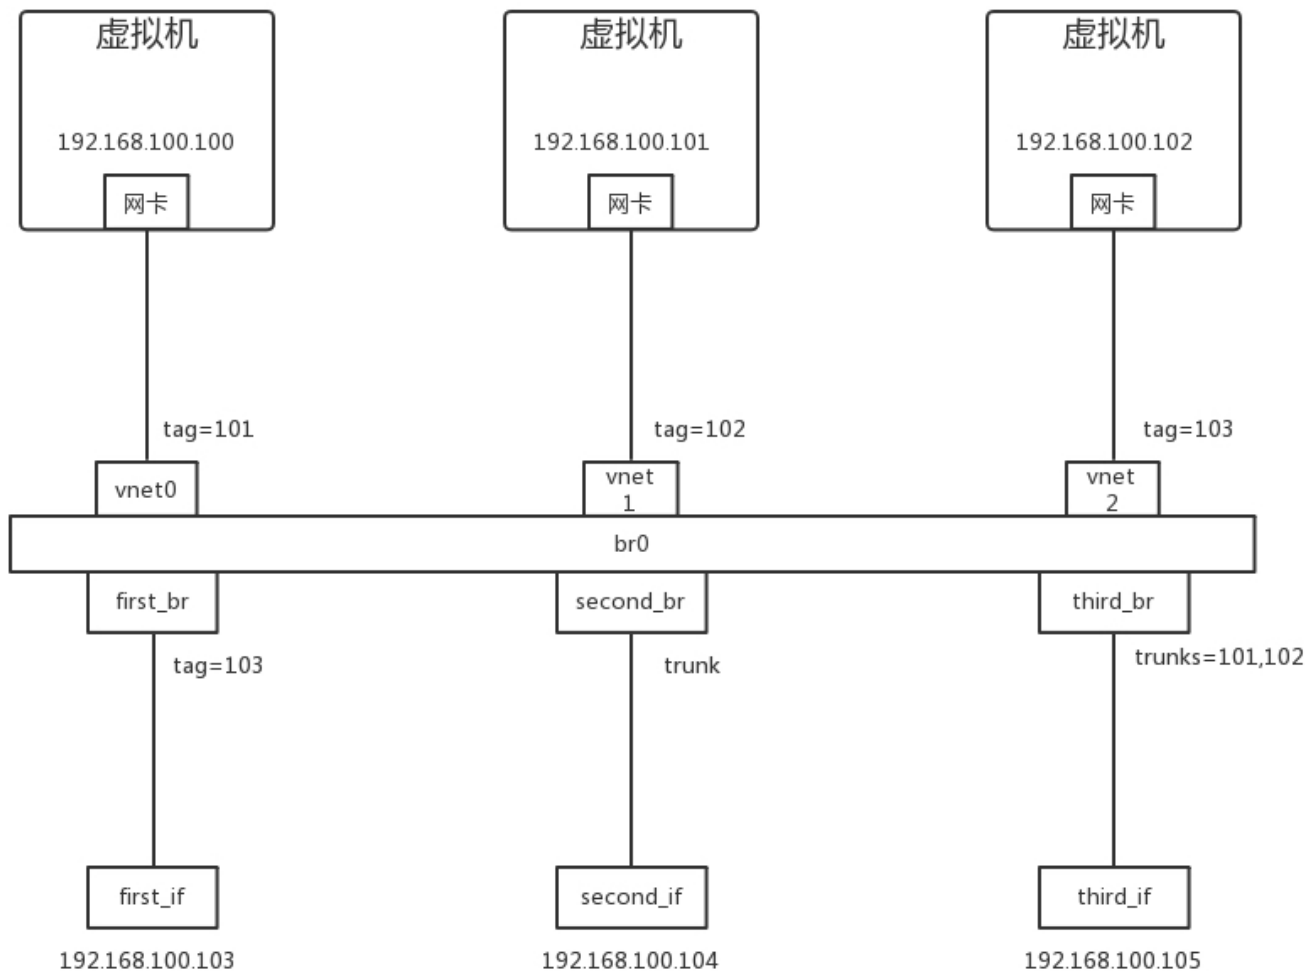 虚拟机
虚拟机
虚拟机
192.168.100.100
192.168.100.101
192.168.100.102
网卡
网卡
网卡
tag=101
tag=102
tag=103
vnet0
vnet
1
vnet
2
br0
first_br
second_br
third_br
tag=103
trunk
trunks=101,102
first_if
second_if
third_if
192.168.100.103
192.168.100.104
192.168.100.105